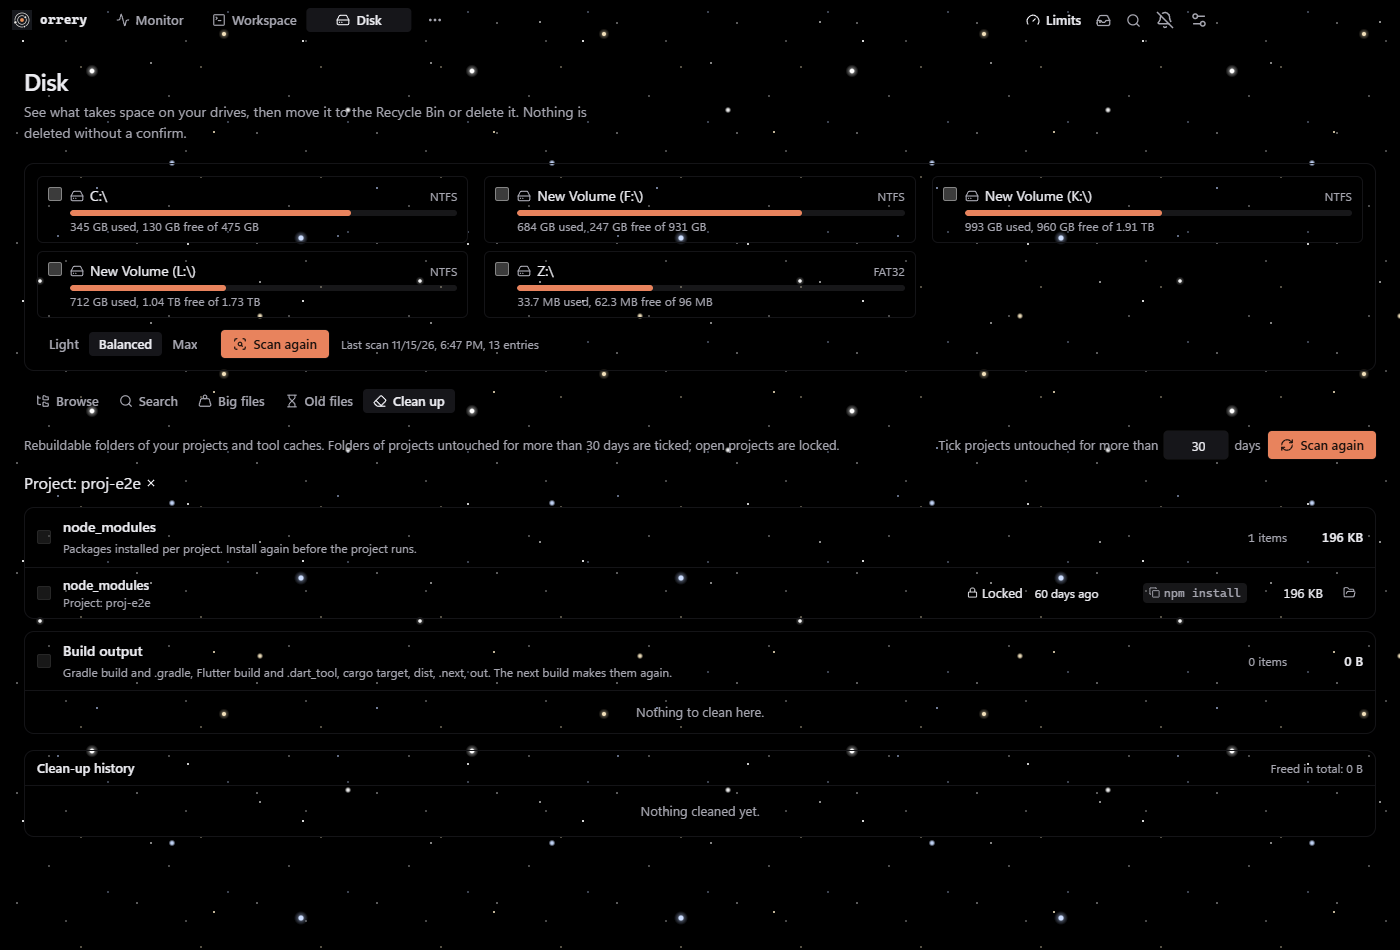 orrery Monitor Workspace Disk Limits
Disk
See what takes space on your drives, then move it to the Recycle Bin or delete it. Nothing is
deleted without a confirm.
C:\ NTFS
345 GB used, 130 GB free of 475 GB
New Volume (F:\) NTFS
684 GB used, 247 GB free of 931 GB
New Volume (K:\) NTFS
993 GB used, 960 GB free of 1.91 TB
New Volume (L:\) NTFS
712 GB used, 1.04 TB free of 1.73 TB
Z:\ FAT32
33.7 MB used, 62.3 MB free of 96 MB
Light Balanced Max Scan again Last scan 11/15/26, 6:47 PM, 13 entries
Browse Search Big files Old files Clean up
Rebuildable folders of your projects and tool caches. Folders of projects untouched for more than 30 days are ticked; open projects are locked. Tick projects untouched for more than 30 days Scan again
Project: proj-e2e ×
node_modules
Packages installed per project. Install again before the project runs.
1 items 196 KB
node_modules
Project: proj-e2e
Locked 60 days ago npm install 196 KB
Build output
Gradle build and .gradle, Flutter build and .dart_tool, cargo target, dist, .next, out. The next build makes them again.
0 items 0 B
Nothing to clean here.
Clean-up history Freed in total: 0 B
Nothing cleaned yet.